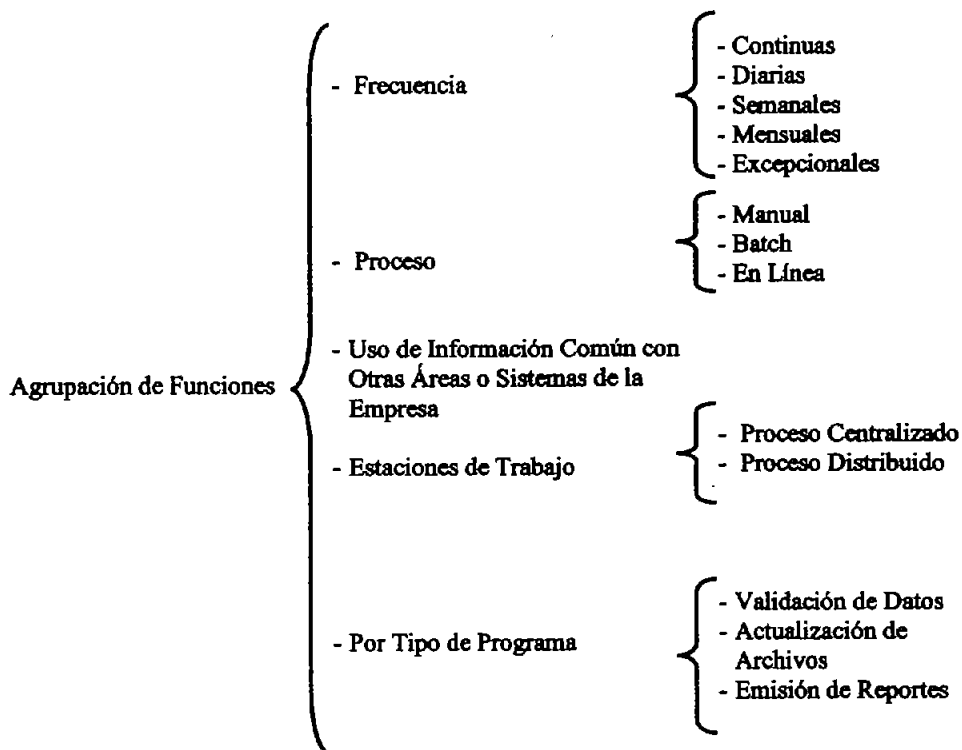 - Frecuencia
- Continuas
- Diarias
- Semanales
- Mensuales
- Excepcionales
- Proceso
- Manual
- Batch
- En Línea
Agrupación de Funciones
- Uso de Información Común con
Otras Áreas o Sistemas de la
Empresa
- Estaciones de Trabajo
- Proceso Centralizado
- Proceso Distribuido
- Por Tipo de Programa
- Validación de Datos
- Actualización de
Archivos
- Emisión de Reportes